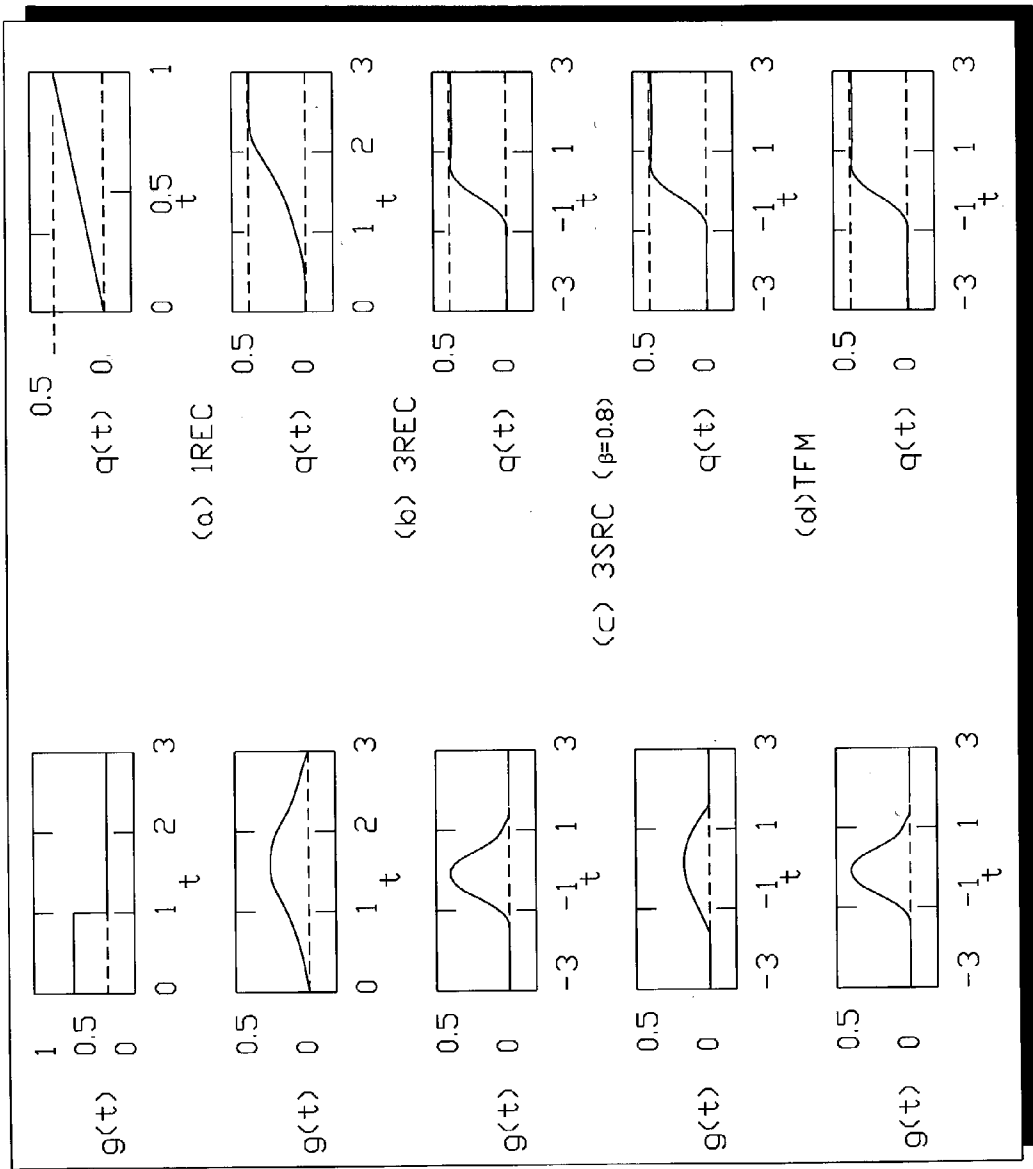 1
0.5
0
g(t)
0 1 2 3
t
0.5
0.
q(t)
0 0.5 1
t
(a) 1REC
0.5
0
g(t)
0 1 2 3
t
0.5
0
q(t)
0 1 2 3
t
(b) 3REC
0.5
0
g(t)
-3 -1 1 3
t
0.5
0
q(t)
-3 -1 1 3
t
(c) 3SRC (β=0.8)
0.5
0
g(t)
-3 -1 1 3
t
0.5
0
q(t)
-3 -1 1 3
t
(d)TFM
0.5
0
g(t)
-3 -1 1 3
t
0.5
0
q(t)
-3 -1 1 3
t